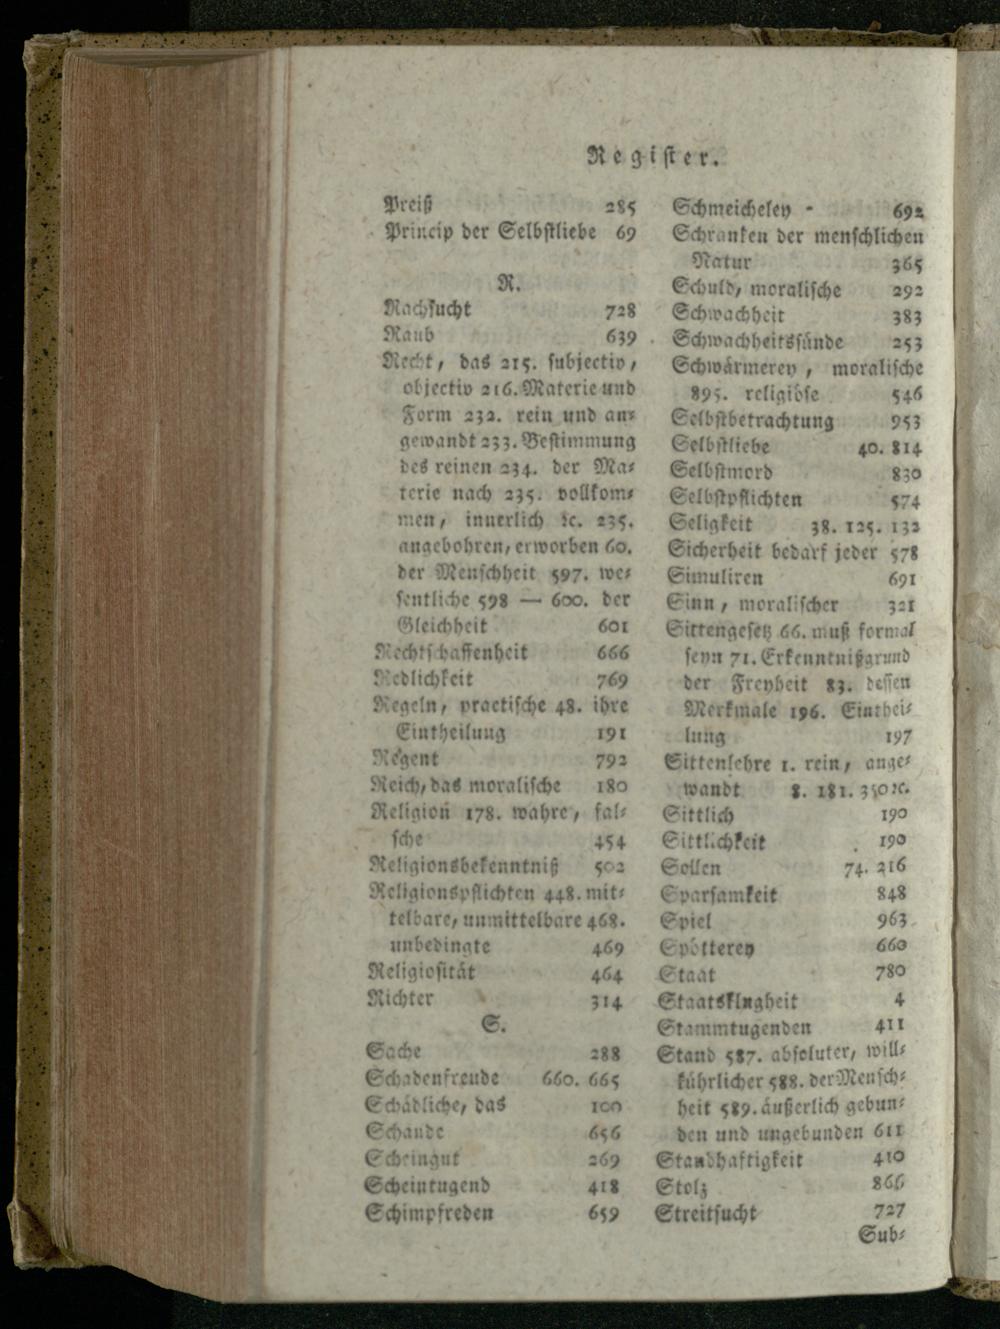 Register.
Preiß 285
Princip der Selbstliebe 69
R.
Rachsucht 728
Raub 639
Recht, das 215. subjectiv,
objectiv 216. Materie und
Form 232. rein und an-
gewandt 233. Bestimmung
des reinen 234. der Ma-
terie nach 235. vollkom-
men, innerlich ꝛc. 235.
angebohren, erworben 60.
der Menschheit 597. we-
sentliche 598 — 600. der
Gleichheit 601
Rechtschaffenheit 666
Redlichkeit 769
Regeln, practische 48. ihre
Eintheilung 191
Regent 792
Reich, das moralische 180
Religion 178. wahre, fal-
sche 454
Religionsbekenntniß 502
Religionspflichten 448. mit-
telbare, unmittelbare 468.
unbedingte 469
Religiosität 464
Richter 314
S.
Sache 288
Schadenfreude 660. 665
Schädliche, das 100
Schande 656
Scheingut 269
Scheintugend 418
Schimpfreden 659
Schmeicheley - 692
Schranken der menschlichen
Natur 365
Schuld, moralische 292
Schwachheit 383
Schwachheitssünde 253
Schwärmerey, moralische
895. religiöse 546
Selbstbetrachtung 953
Selbstliebe 40. 814
Selbstmord 830
Selbstpflichten 574
Seligkeit 38. 125. 132
Sicherheit bedarf jeder 578
Simuliren 691
Sinn, moralischer 321
Sittengesetz 66. muß formal
seyn 71. Erkenntnißgrund
der Freyheit 83. dessen
Merkmale 196. Einthei-
lung 197
Sittenlehre 1. rein, ange-
wandt 8. 181. 350 ꝛc.
Sittlich 190
Sittlichkeit 190
Sollen 74. 216
Sparsamkeit 848
Spiel 963
Spötterey 660
Staat 780
Staatsklugheit 4
Stammtugenden 411
Stand 587. absoluter, will-
kührlicher 588. der Mensch-
heit 589. äußerlich gebun-
den und ungebunden 611
Standhaftigkeit 410
Stolz 866
Streitsucht 727
Sub-